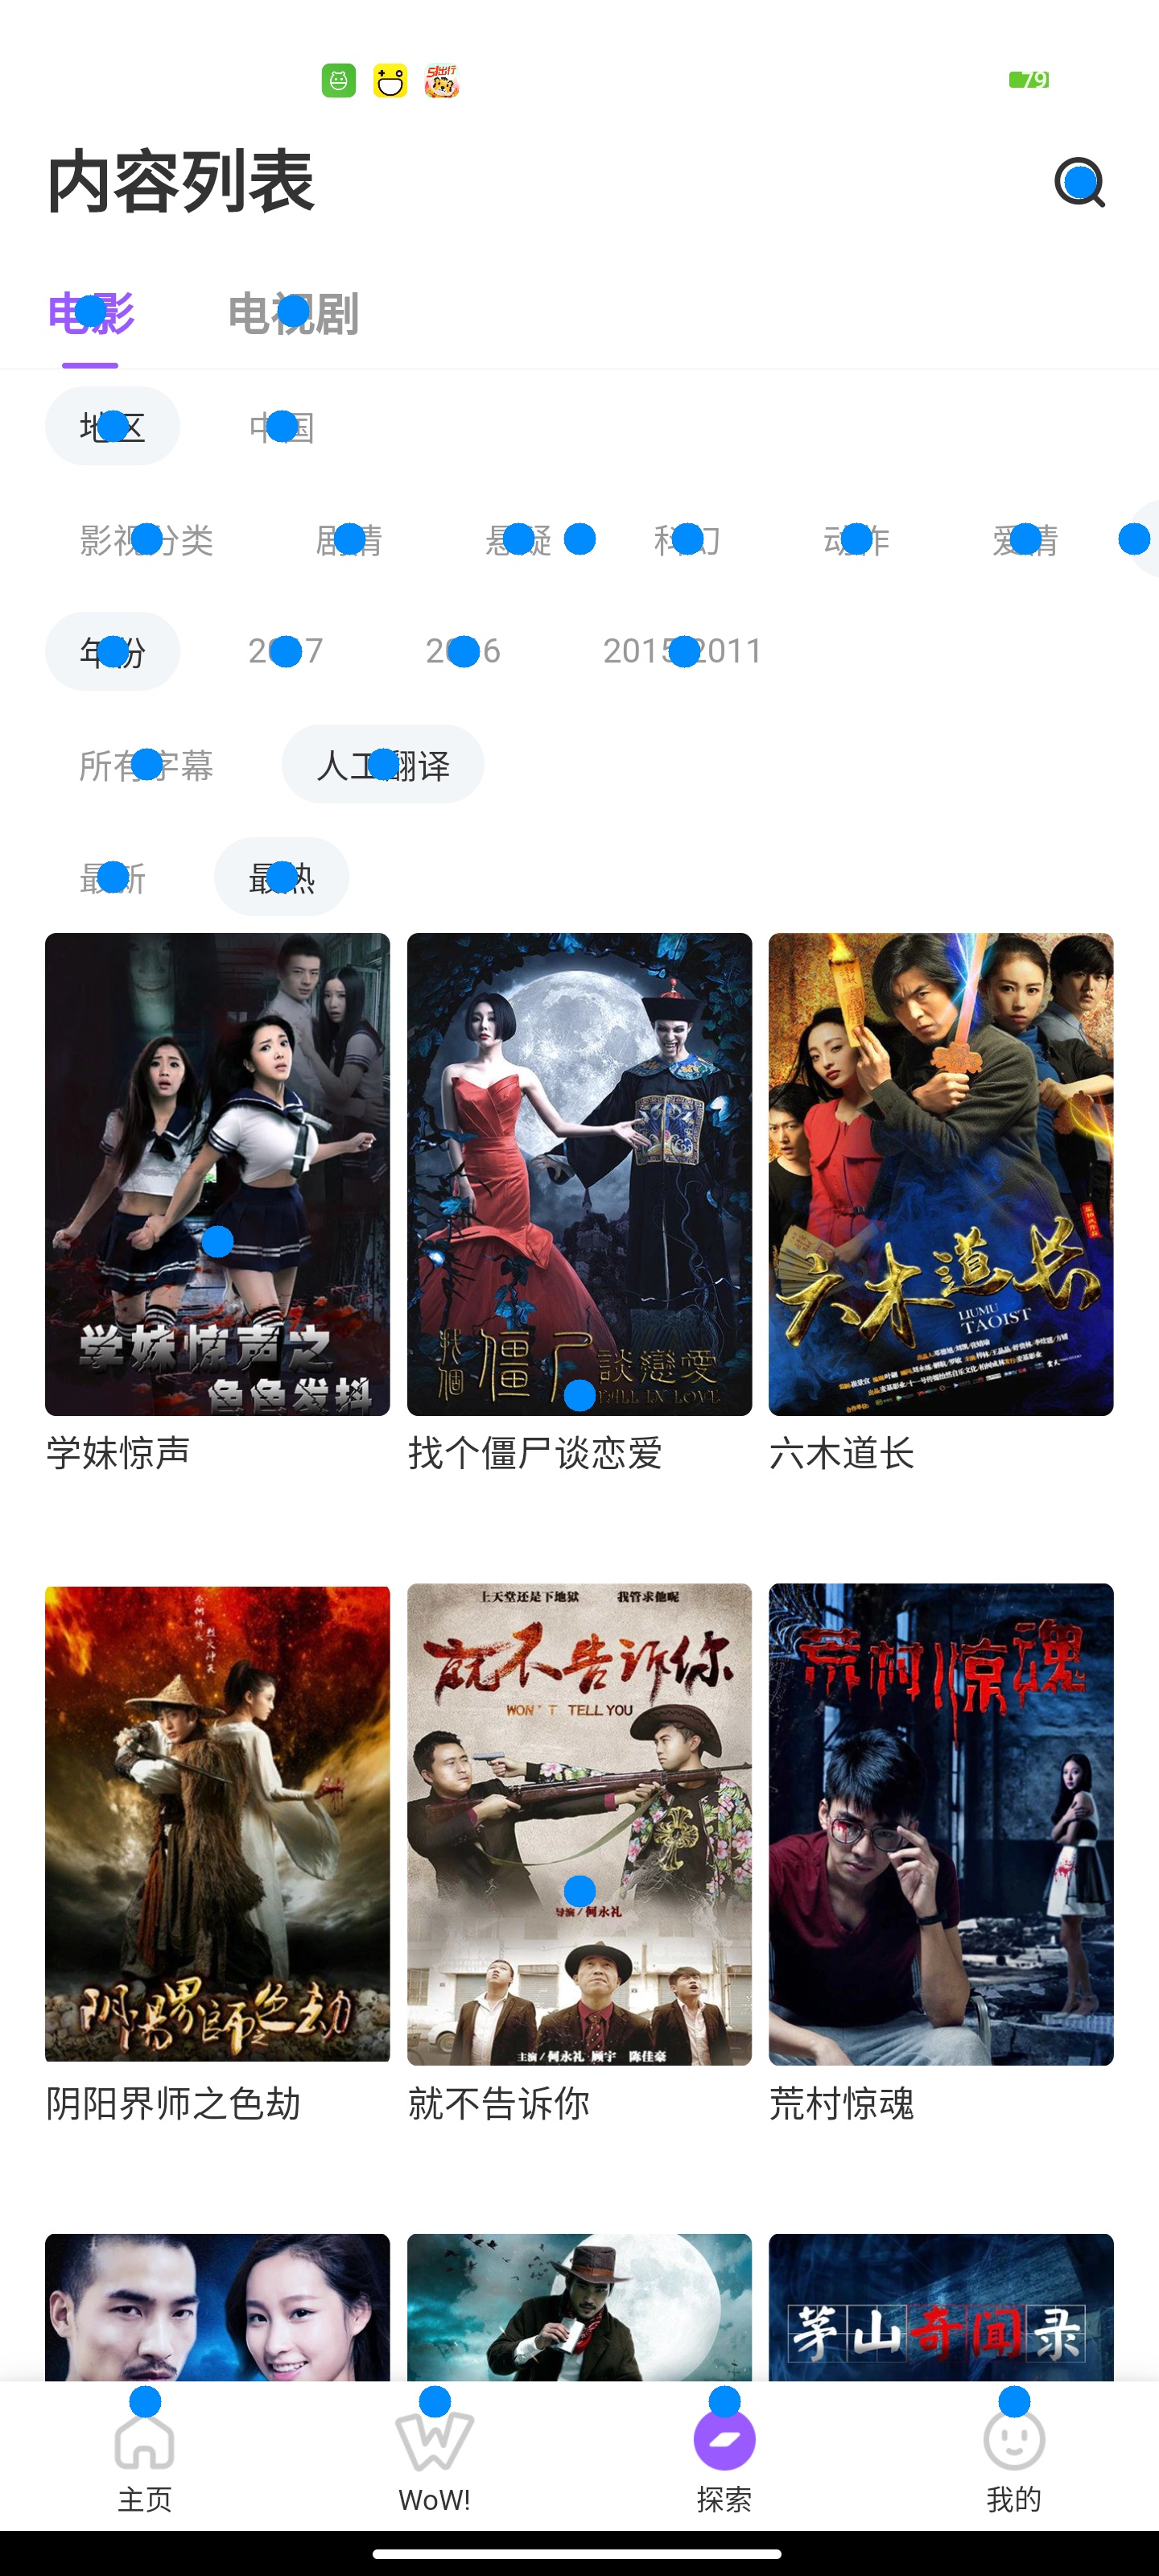 79
内容列表
电影 电视剧
地区 中国
影视分类 剧情 悬疑 科幻 动作 爱情
年份 2017 2016 2015-2011
所有字幕 人工翻译
最新 最热
学妹惊声之
六木道长
LIUMU
TAOIST
找個僵尸談戀愛
FALL IN LOVE
学妹惊声 找个僵尸谈恋爱 六木道长
上天堂还是下地狱 我管求他呢
就不告诉你
WON'T TELL YOU
荒村惊魂
导演/何永礼
阴阳界师之色劫
主演/何永礼 顾宇 陈佳豪
阴阳界师之色劫 就不告诉你 荒村惊魂
茅山奇闻录
主页 WoW! 探索 我的